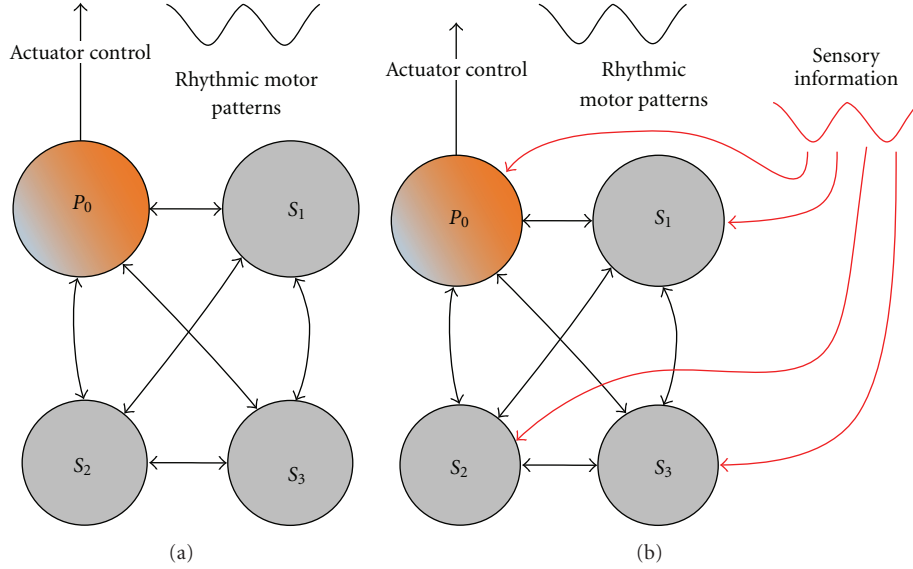 Actuator control
Rhythmic motor
patterns
P0
S1
S2
S3
(a)
Actuator control
Rhythmic
motor patterns
Sensory
information
P0
S1
S2
S3
(b)